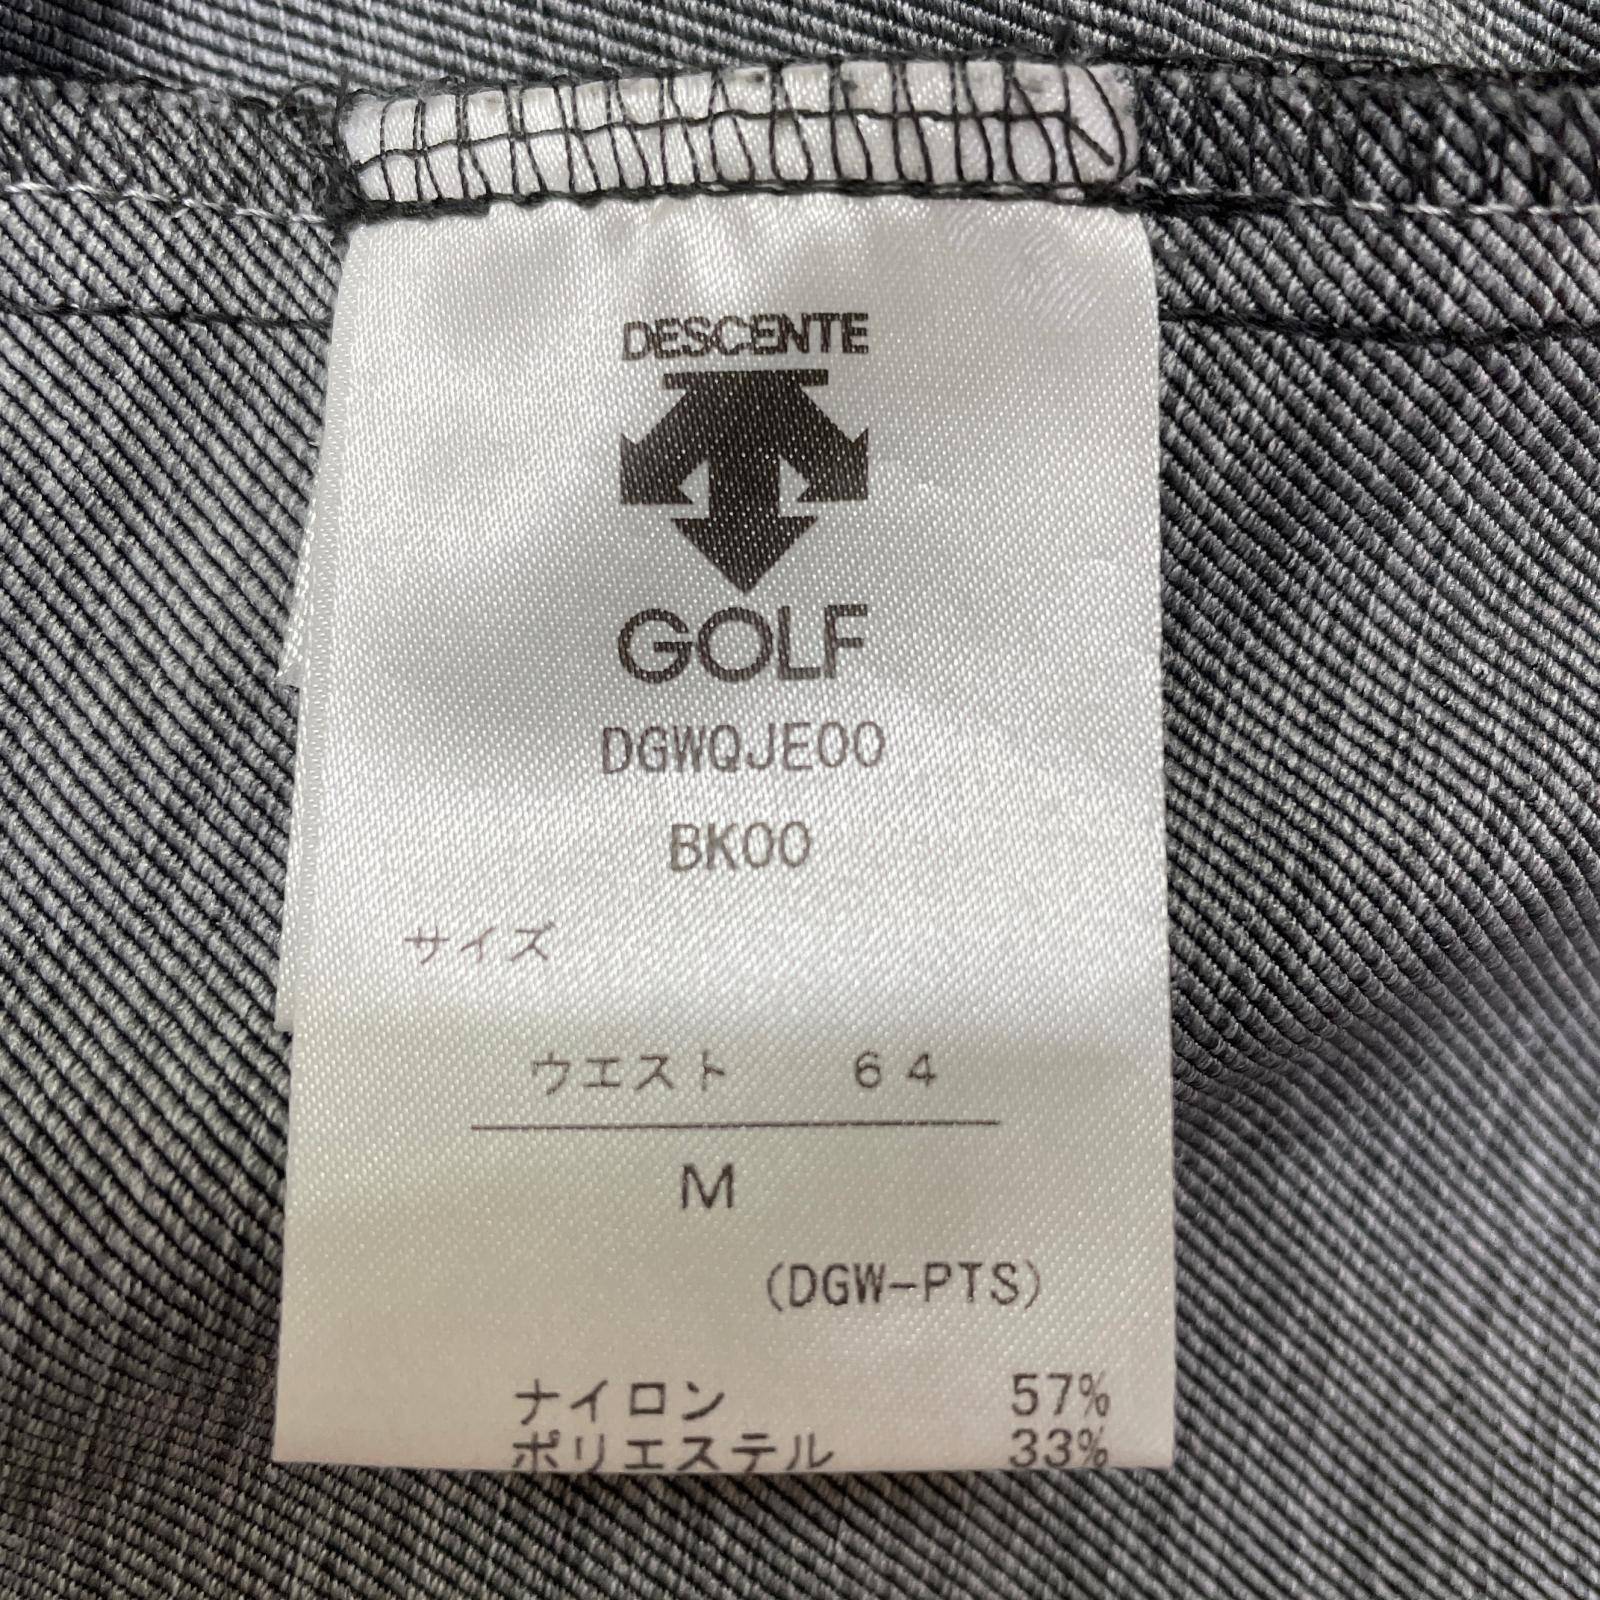 DESCENTE
GOLF
DGWQJE00
BK00
サイズ
ウエスト 64
M
(DGW-PTS)
ナイロン 57%
ポリエステル 33%